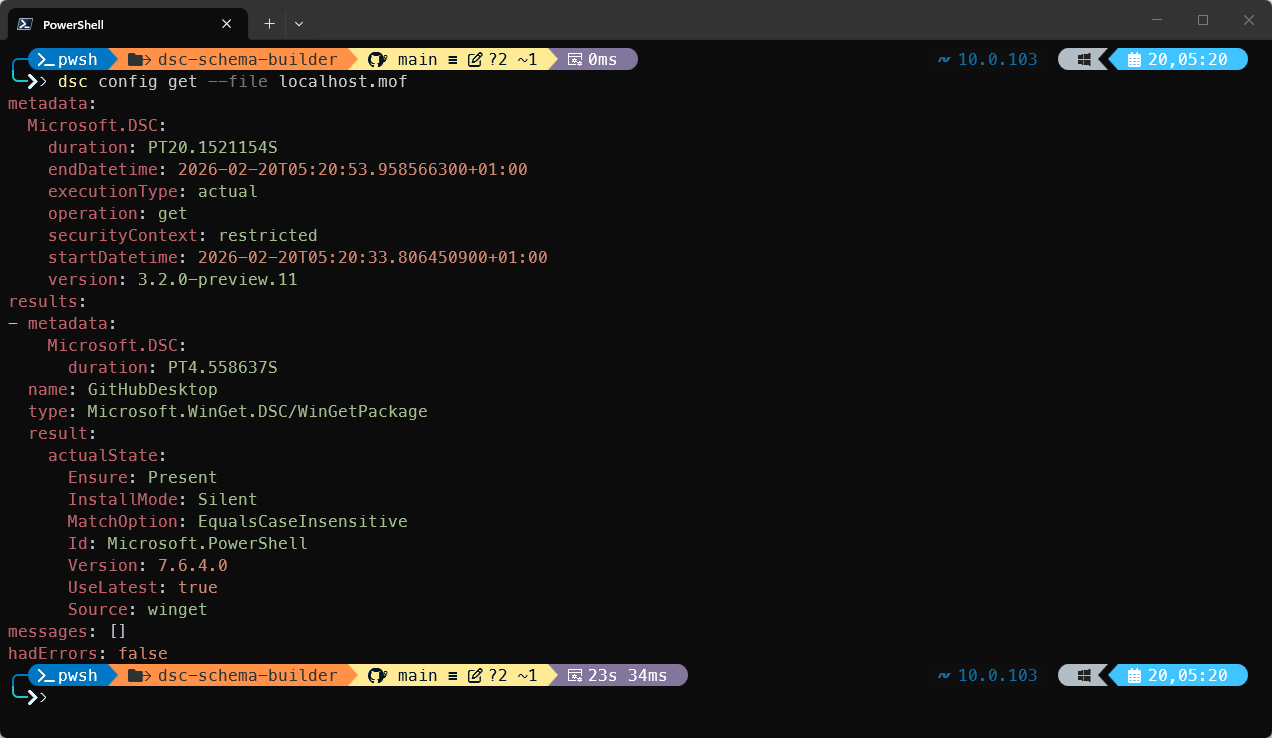 PowerShell
pwsh dsc-schema-builder main ≡ ?2 ~1 0ms 10.0.103 20,05:20
dsc config get --file localhost.mof
metadata:
  Microsoft.DSC:
    duration: PT20.1521154S
    endDatetime: 2026-02-20T05:20:53.958566300+01:00
    executionType: actual
    operation: get
    securityContext: restricted
    startDatetime: 2026-02-20T05:20:33.806450900+01:00
    version: 3.2.0-preview.11
results:
- metadata:
    Microsoft.DSC:
      duration: PT4.558637S
  name: GitHubDesktop
  type: Microsoft.WinGet.DSC/WinGetPackage
  result:
    actualState:
      Ensure: Present
      InstallMode: Silent
      MatchOption: EqualsCaseInsensitive
      Id: Microsoft.PowerShell
      Version: 7.6.4.0
      UseLatest: true
      Source: winget
messages: []
hadErrors: false
pwsh dsc-schema-builder main ≡ ?2 ~1 23s 34ms 10.0.103 20,05:20